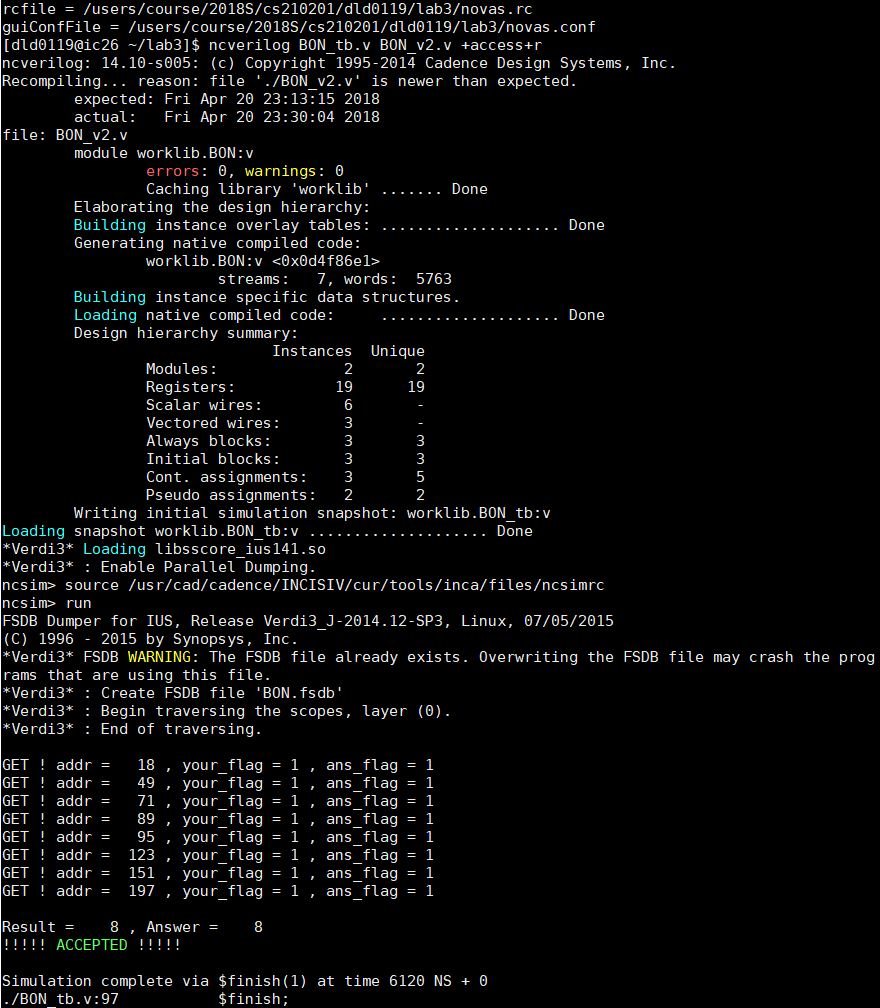 rcfile = /users/course/2018S/cs210201/dld0119/lab3/novas.rc
guiConfFile = /users/course/2018S/cs210201/dld0119/lab3/novas.conf
[dld0119@ic26 ~/lab3]$ ncverilog BON_tb.v BON_v2.v +access+r
ncverilog: 14.10-s005: (c) Copyright 1995-2014 Cadence Design Systems, Inc.
Recompiling... reason: file './BON_v2.v' is newer than expected.
        expected: Fri Apr 20 23:13:15 2018
        actual:   Fri Apr 20 23:30:04 2018
file: BON_v2.v
        module worklib.BON:v
                errors: 0, warnings: 0
                Caching library 'worklib' ....... Done
        Elaborating the design hierarchy:
        Building instance overlay tables: .................... Done
        Generating native compiled code:
                worklib.BON:v <0x0d4f86e1>
                        streams:   7, words:  5763
        Building instance specific data structures.
        Loading native compiled code:     .................... Done
        Design hierarchy summary:
                              Instances  Unique
                Modules:              2       2
                Registers:           19      19
                Scalar wires:         6       -
                Vectored wires:       3       -
                Always blocks:        3       3
                Initial blocks:       3       3
                Cont. assignments:    3       5
                Pseudo assignments:   2       2
        Writing initial simulation snapshot: worklib.BON_tb:v
Loading snapshot worklib.BON_tb:v .................... Done
*Verdi3* Loading libsscore_ius141.so
*Verdi3* : Enable Parallel Dumping.
ncsim> source /usr/cad/cadence/INCISIV/cur/tools/inca/files/ncsimrc
ncsim> run
FSDB Dumper for IUS, Release Verdi3_J-2014.12-SP3, Linux, 07/05/2015
(C) 1996 - 2015 by Synopsys, Inc.
*Verdi3* FSDB WARNING: The FSDB file already exists. Overwriting the FSDB file may crash the prog
rams that are using this file.
*Verdi3* : Create FSDB file 'BON.fsdb'
*Verdi3* : Begin traversing the scopes, layer (0).
*Verdi3* : End of traversing.

GET ! addr =   18 , your_flag = 1 , ans_flag = 1
GET ! addr =   49 , your_flag = 1 , ans_flag = 1
GET ! addr =   71 , your_flag = 1 , ans_flag = 1
GET ! addr =   89 , your_flag = 1 , ans_flag = 1
GET ! addr =   95 , your_flag = 1 , ans_flag = 1
GET ! addr =  123 , your_flag = 1 , ans_flag = 1
GET ! addr =  151 , your_flag = 1 , ans_flag = 1
GET ! addr =  197 , your_flag = 1 , ans_flag = 1

Result =    8 , Answer =    8
!!!!! ACCEPTED !!!!!

Simulation complete via $finish(1) at time 6120 NS + 0
./BON_tb.v:97           $finish;